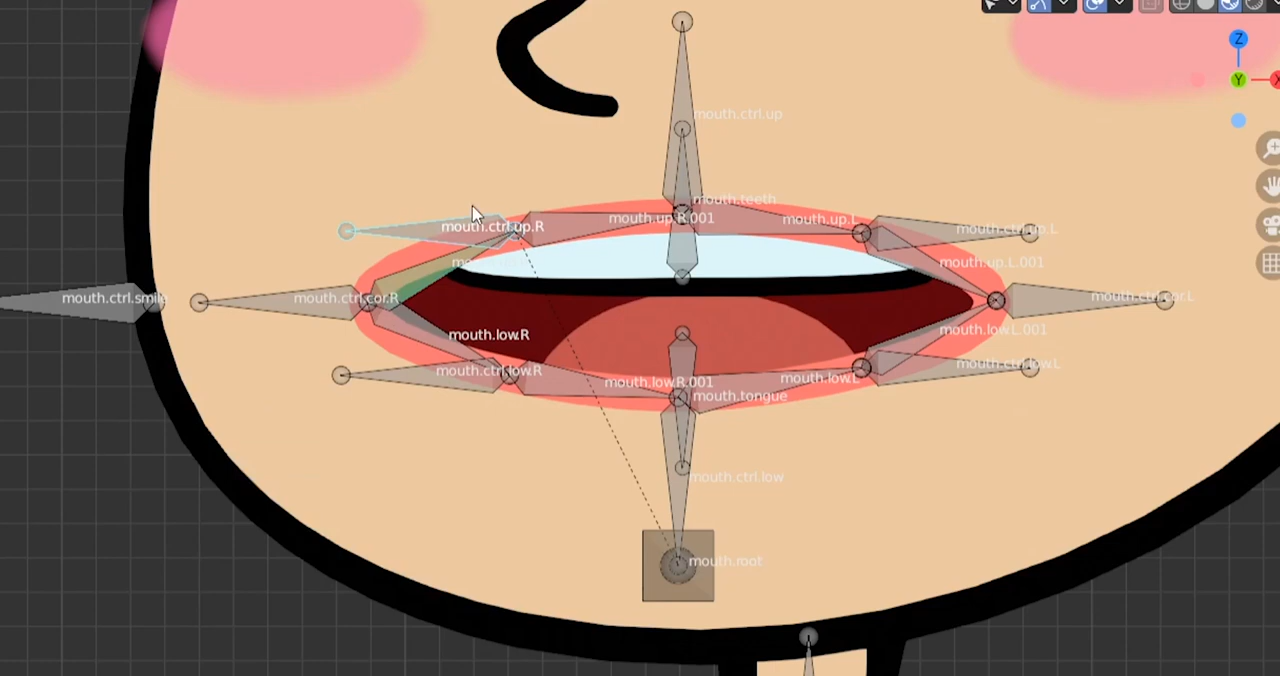 Z
Y
X
mouth.ctrl.up
mouth.teeth
mouth.up.R.001
mouth.up.L
mouth.ctrl.up.R
mouth.ctrl.up.L
mouth.up.L.001
mouth.ctrl.smile
mouth.ctrl.cor.R
mouth.ctrl.cor.L
mouth.low.R
mouth.low.L.001
mouth.ctrl.low.R
mouth.ctrl.low.L
mouth.low.R.001
mouth.low.L
mouth.tongue
mouth.ctrl.low
mouth.root